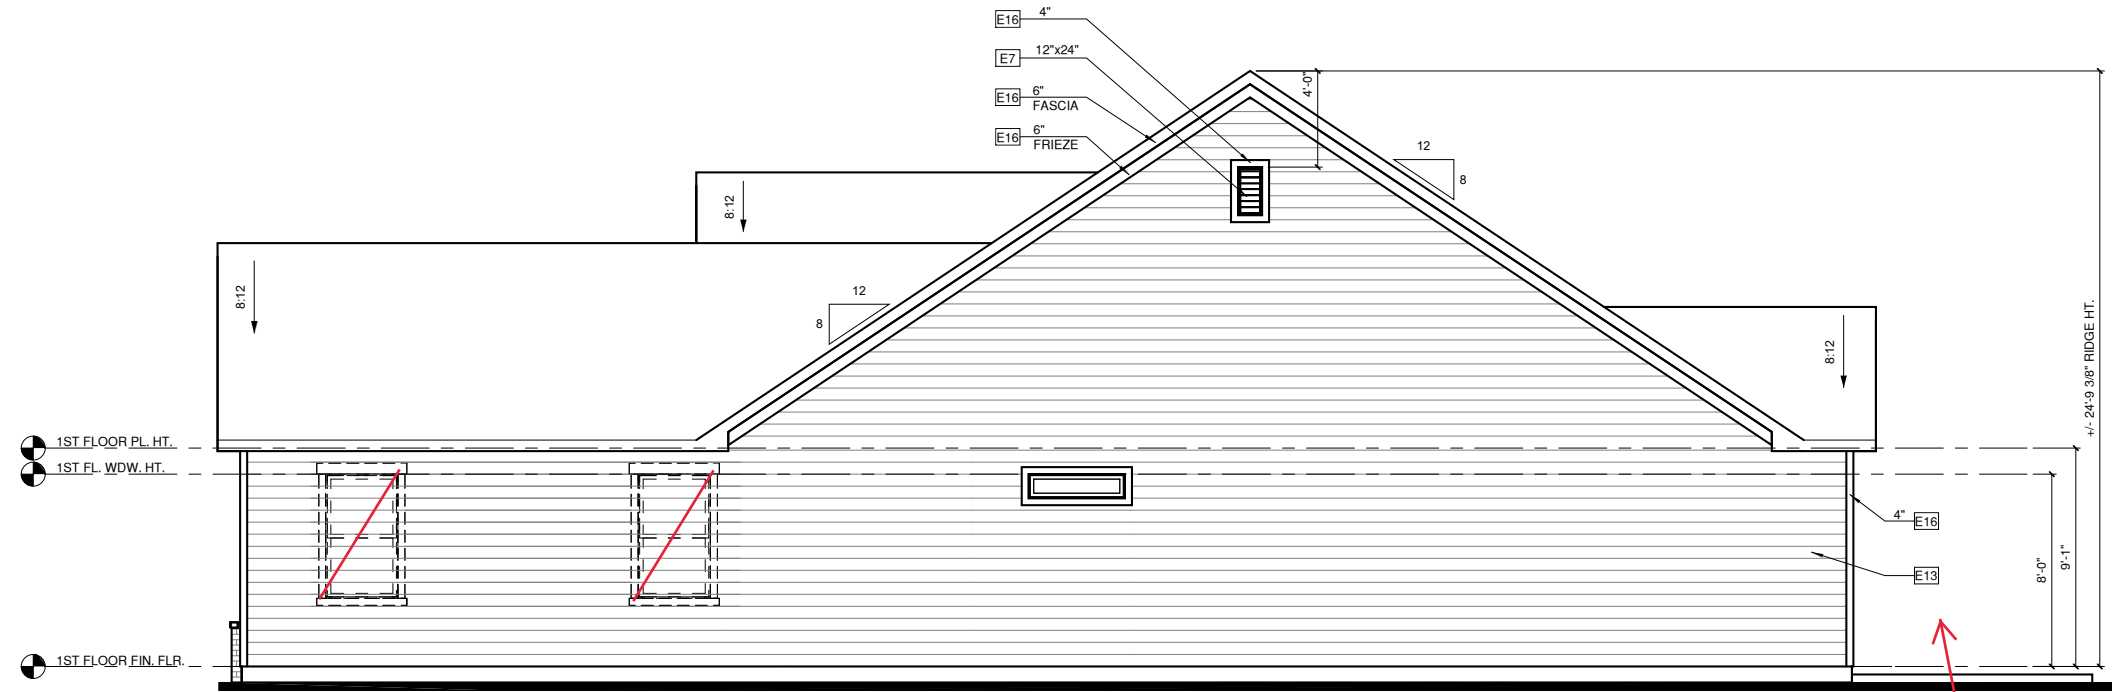 E16 4"
E7 12"x24"
E16 6"
FASCIA
E16 6"
FRIEZE
4'-0"
12
8
8:12
12
8
8:12
8:12
+/- 24'-9 3/8" RIDGE HT.
1ST FLOOR PL. HT.
1ST FL. WDW. HT.
4" E16
E13
8'-0"
9'-1"
1ST FLOOR FIN. FLR.